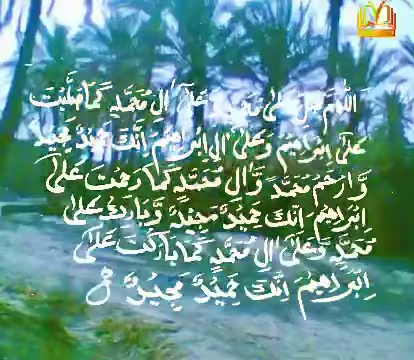 اللهم صل على محمد وعلى آل محمد كما صليت
على إبراهيم وعلى آل إبراهيم إنك حميد مجيد
وارحم محمد وآل محمد كما رحمت على
إبراهيم إنك حميد مجيد وبارك على
محمد وعلى آل محمد كما باركت على
إبراهيم إنك حميد مجيد